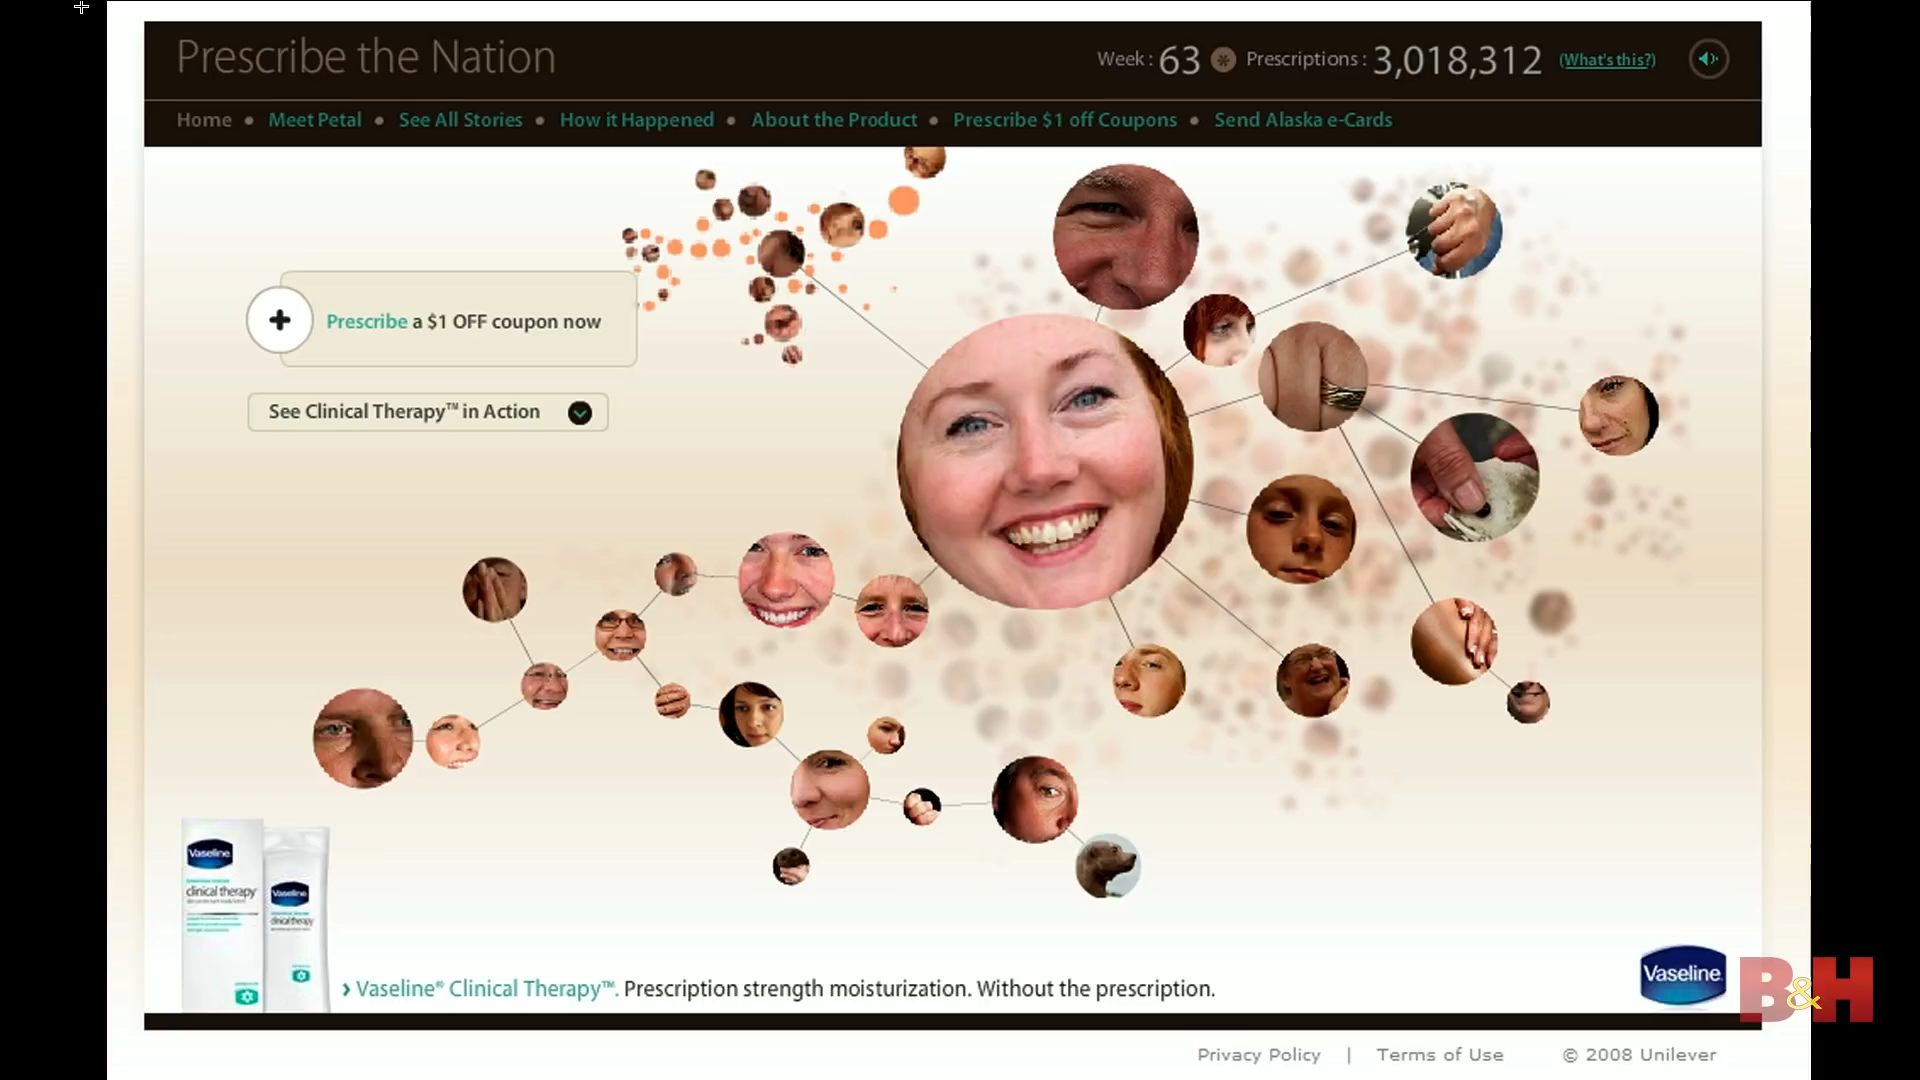 Prescribe the Nation
Week : 63 Prescriptions : 3,018,312 (What's this?)
Home • Meet Petal • See All Stories • How it Happened • About the Product • Prescribe $1 off Coupons • Send Alaska e-Cards
Prescribe a $1 OFF coupon now
See Clinical Therapy™ in Action
Vaseline
clinical therapy
Vaseline
clinical therapy
› Vaseline® Clinical Therapy™. Prescription strength moisturization. Without the prescription.
Vaseline
B&H
Privacy Policy | Terms of Use © 2008 Unilever